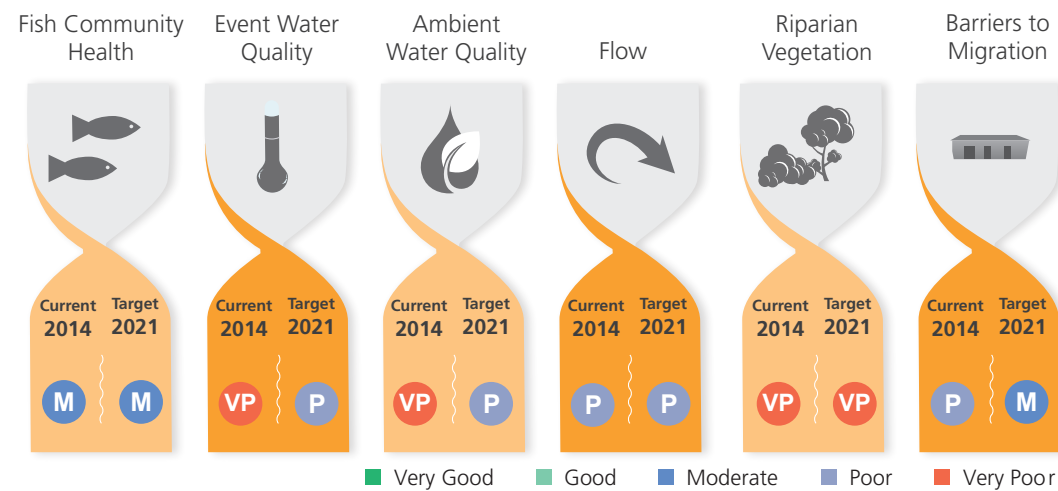 Fish Community
Health
Event Water
Quality
Ambient
Water Quality
Flow
Riparian
Vegetation
Barriers to
Migration
Current Target
2014 2021
M M
Current Target
2014 2021
VP P
Current Target
2014 2021
VP P
Current Target
2014 2021
P P
Current Target
2014 2021
VP VP
Current Target
2014 2021
P M
Very Good Good Moderate Poor Very Poor